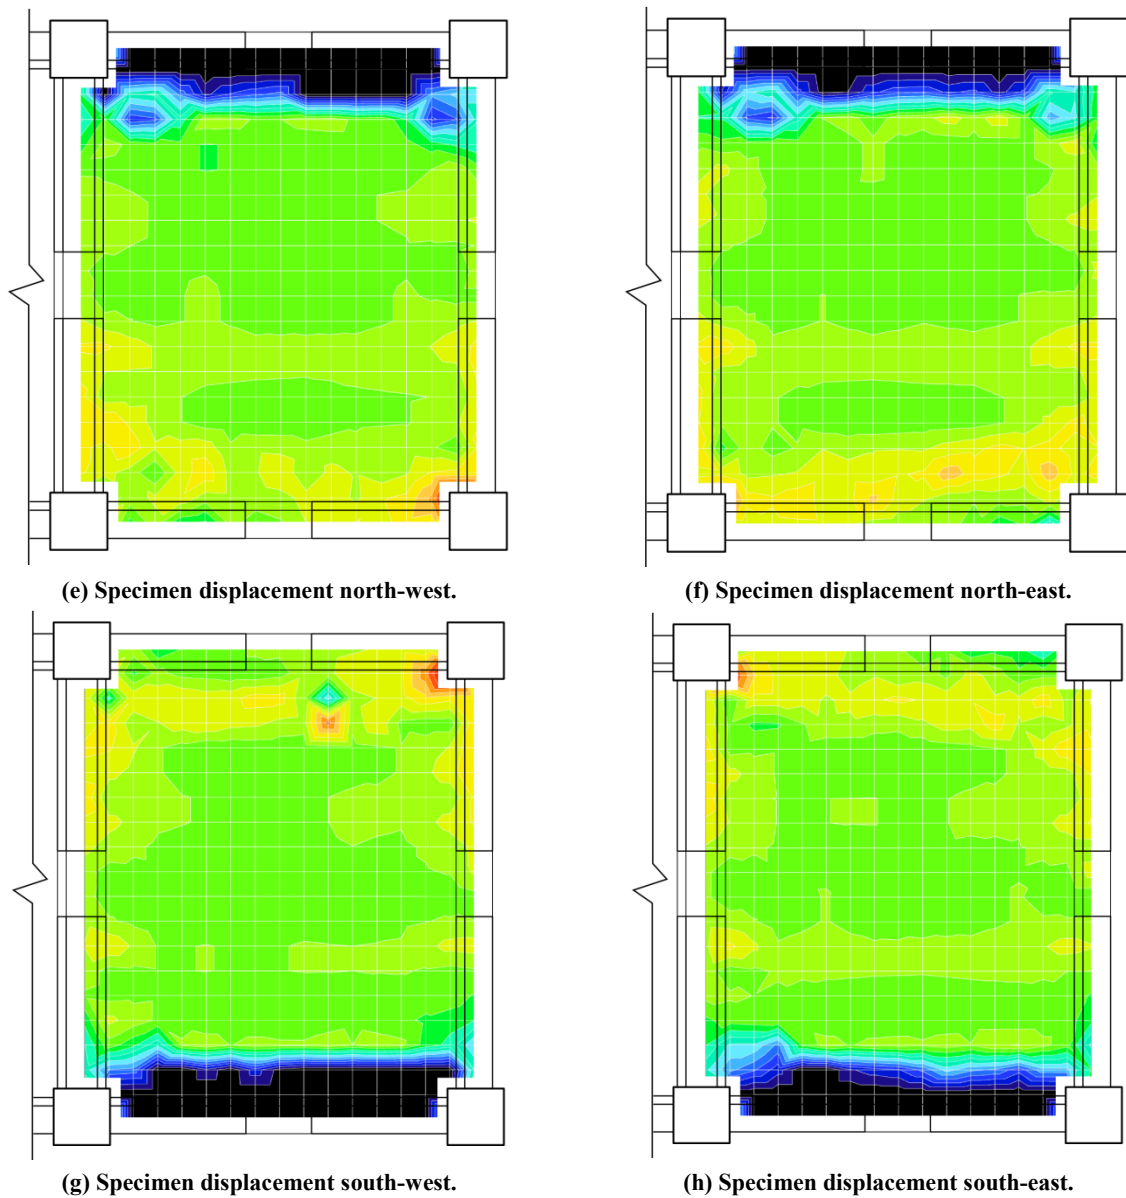 (e) Specimen displacement north-west.
(f) Specimen displacement north-east.
(g) Specimen displacement south-west.
(h) Specimen displacement south-east.